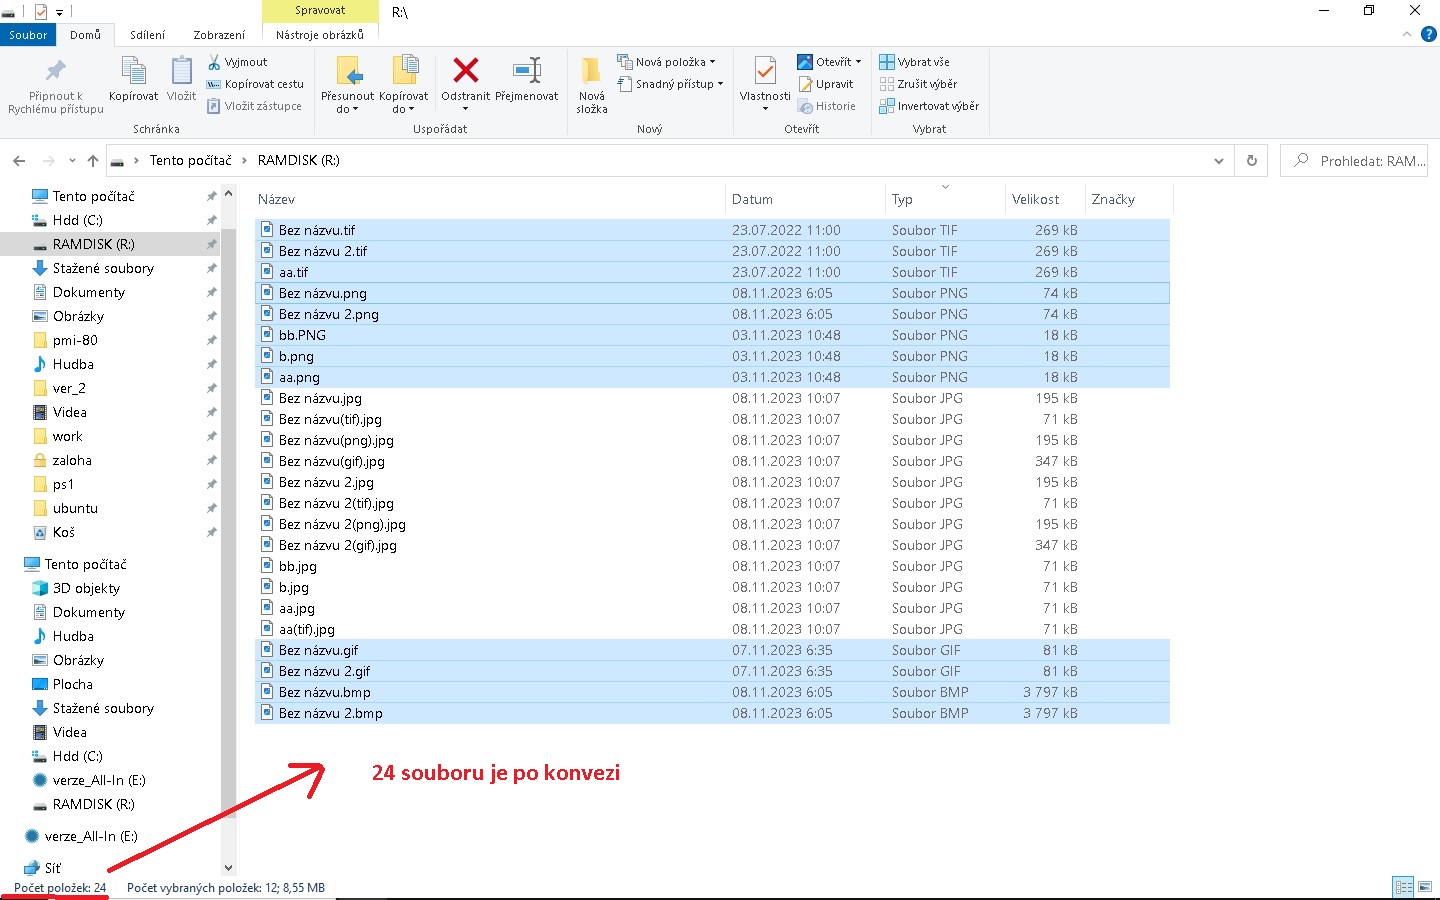 Spravovat
R:\
Soubor
Domů
Sdílení
Zobrazení
Nástroje obrázků
Připnout k
Rychlému přístupu
Kopírovat
Vložit
Vyjmout
Kopírovat cestu
Vložit zástupce
Schránka
Přesunout
do
Kopírovat
do
Odstranit
Přejmenovat
Uspořádat
Nová
složka
Nová položka
Snadný přístup
Nový
Vlastnosti
Otevřít
Upravit
Historie
Otevřít
Vybrat vše
Zrušit výběr
Invertovat výběr
Vybrat
Tento počítač > RAMDISK (R:)
Prohledat: RAM...
Tento počítač
Hdd (C:)
RAMDISK (R:)
Stažené soubory
Dokumenty
Obrázky
pmi-80
Hudba
ver_2
Videa
work
zaloha
ps1
ubuntu
Koš
Tento počítač
3D objekty
Dokumenty
Hudba
Obrázky
Plocha
Stažené soubory
Videa
Hdd (C:)
verze_All-In (E:)
RAMDISK (R:)
verze_All-In (E:)
Síť
Název Datum Typ Velikost Značky
Bez názvu.tif 23.07.2022 11:00 Soubor TIF 269 kB
Bez názvu 2.tif 23.07.2022 11:00 Soubor TIF 269 kB
aa.tif 23.07.2022 11:00 Soubor TIF 269 kB
Bez názvu.png 08.11.2023 6:05 Soubor PNG 74 kB
Bez názvu 2.png 08.11.2023 6:05 Soubor PNG 74 kB
bb.PNG 03.11.2023 10:48 Soubor PNG 18 kB
b.png 03.11.2023 10:48 Soubor PNG 18 kB
aa.png 03.11.2023 10:48 Soubor PNG 18 kB
Bez názvu.jpg 08.11.2023 10:07 Soubor JPG 195 kB
Bez názvu(tif).jpg 08.11.2023 10:07 Soubor JPG 71 kB
Bez názvu(png).jpg 08.11.2023 10:07 Soubor JPG 195 kB
Bez názvu(gif).jpg 08.11.2023 10:07 Soubor JPG 347 kB
Bez názvu 2.jpg 08.11.2023 10:07 Soubor JPG 195 kB
Bez názvu 2(tif).jpg 08.11.2023 10:07 Soubor JPG 71 kB
Bez názvu 2(png).jpg 08.11.2023 10:07 Soubor JPG 195 kB
Bez názvu 2(gif).jpg 08.11.2023 10:07 Soubor JPG 347 kB
bb.jpg 08.11.2023 10:07 Soubor JPG 71 kB
b.jpg 08.11.2023 10:07 Soubor JPG 71 kB
aa.jpg 08.11.2023 10:07 Soubor JPG 71 kB
aa(tif).jpg 08.11.2023 10:07 Soubor JPG 71 kB
Bez názvu.gif 07.11.2023 6:35 Soubor GIF 81 kB
Bez názvu 2.gif 07.11.2023 6:35 Soubor GIF 81 kB
Bez názvu.bmp 08.11.2023 6:05 Soubor BMP 3 797 kB
Bez názvu 2.bmp 08.11.2023 6:05 Soubor BMP 3 797 kB
24 souboru je po konvezi
Počet položek: 24 Počet vybraných položek: 12; 8,55 MB